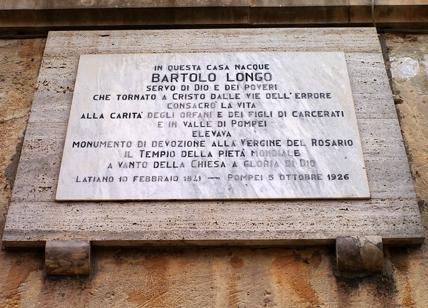 IN QUESTA CASA NACQUE
BARTOLO LONGO
SERVO DI DIO E DEI POVERI
CHE TORNATO A CRISTO DALLE VIE DELL'ERRORE
CONSACRÒ LA VITA
ALLA CARITÀ DEGLI ORFANI E DEI FIGLI DI CARCERATI
E IN VALLE DI POMPEI
ELEVAVA
MONUMENTO DI DEVOZIONE ALLA VERGINE DEL ROSARIO
IL TEMPIO DELLA PIETÀ MONDIALE
A VANTO DELLA CHIESA A GLORIA DI DIO
LATIANO 10 FEBBRAIO 1841 — POMPEI 5 OTTOBRE 1926